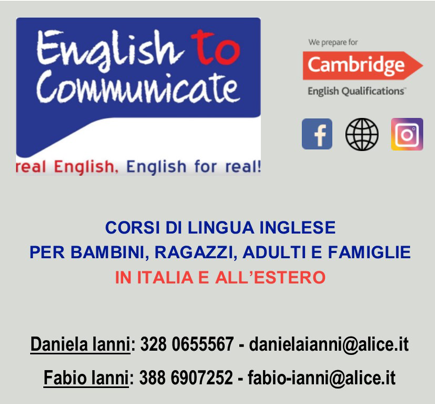 English to
Communicate
real English. English for real!
We prepare for
Cambridge
English Qualifications
CORSI DI LINGUA INGLESE
PER BAMBINI, RAGAZZI, ADULTI E FAMIGLIE
IN ITALIA E ALL'ESTERO
Daniela Ianni: 328 0655567 - danielaianni@alice.it
Fabio Ianni: 388 6907252 - fabio-ianni@alice.it